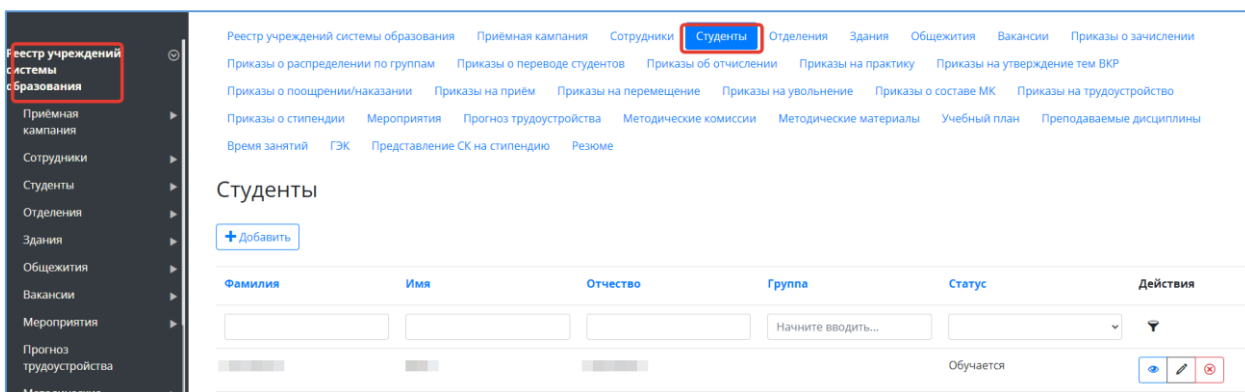 Реестр учреждений
системы
образования
Приёмная
кампания
Сотрудники
Студенты
Отделения
Здания
Общежития
Вакансии
Мероприятия
Прогноз
трудоустройства
Методические
Реестр учреждений системы образования Приёмная кампания Сотрудники Студенты Отделения Здания Общежития Вакансии Приказы о зачислении
Приказы о распределении по группам Приказы о переводе студентов Приказы об отчислении Приказы на практику Приказы на утверждение тем ВКР
Приказы о поощрении/наказании Приказы на приём Приказы на перемещение Приказы на увольнение Приказы о составе МК Приказы на трудоустройство
Приказы о стипендии Мероприятия Прогноз трудоустройства Методические комиссии Методические материалы Учебный план Преподаваемые дисциплины
Время занятий ГЭК Представление СК на стипендию Резюме
Студенты
Добавить
Фамилия Имя Отчество Группа Статус Действия
Начните вводить...
Обучается